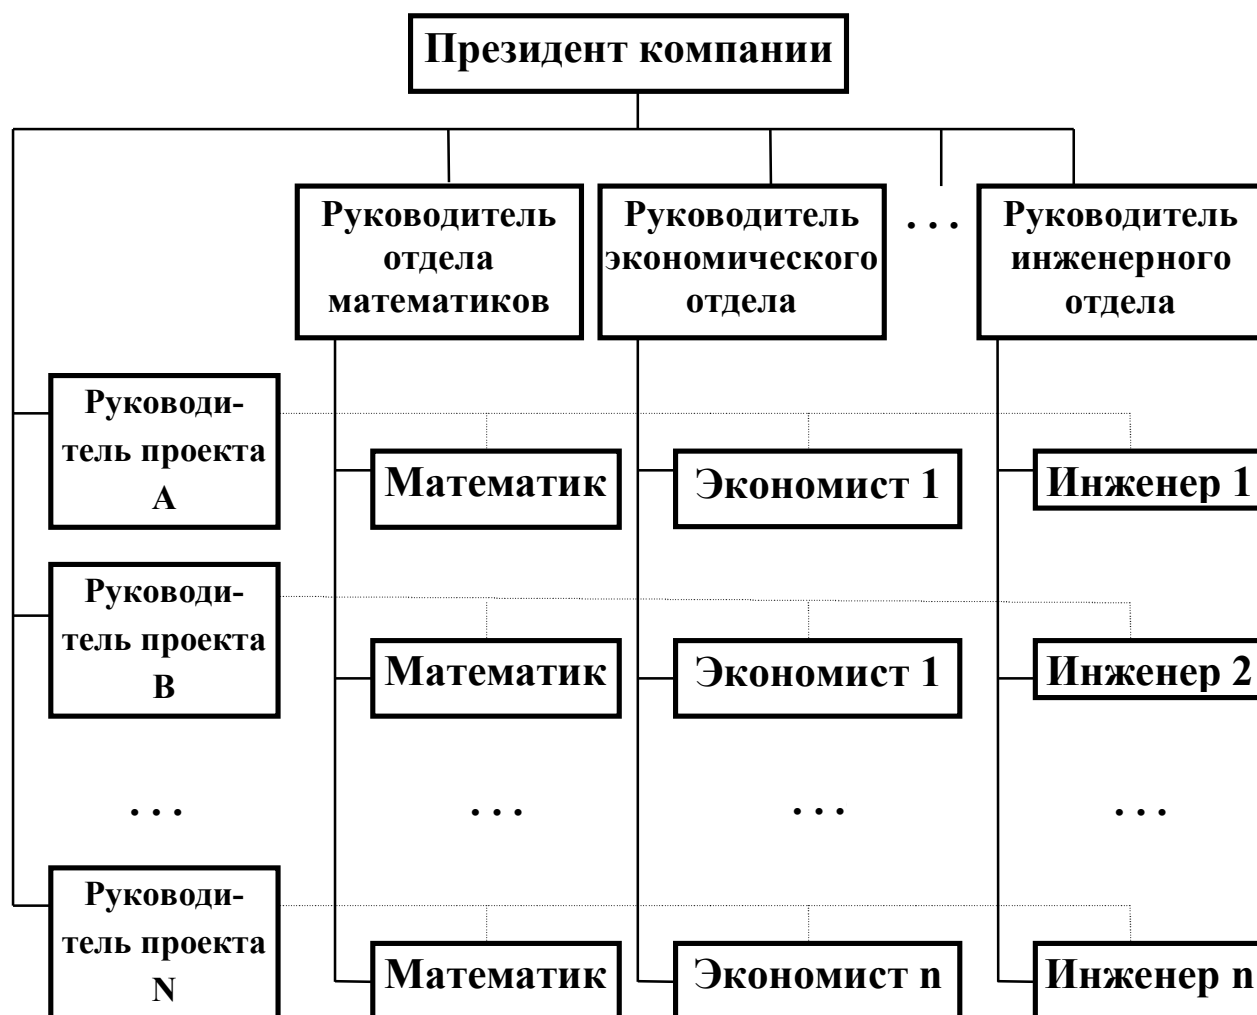 Президент компании
Руководитель
отдела
математиков
Руководитель
экономического
отдела
. . .
Руководитель
инженерного
отдела
Руководи-
тель проекта
A
Математик
Экономист 1
Инженер 1
Руководи-
тель проекта
B
Математик
Экономист 1
Инженер 2
. . .
. . .
. . .
. . .
Руководи-
тель проекта
N
Математик
Экономист n
Инженер n